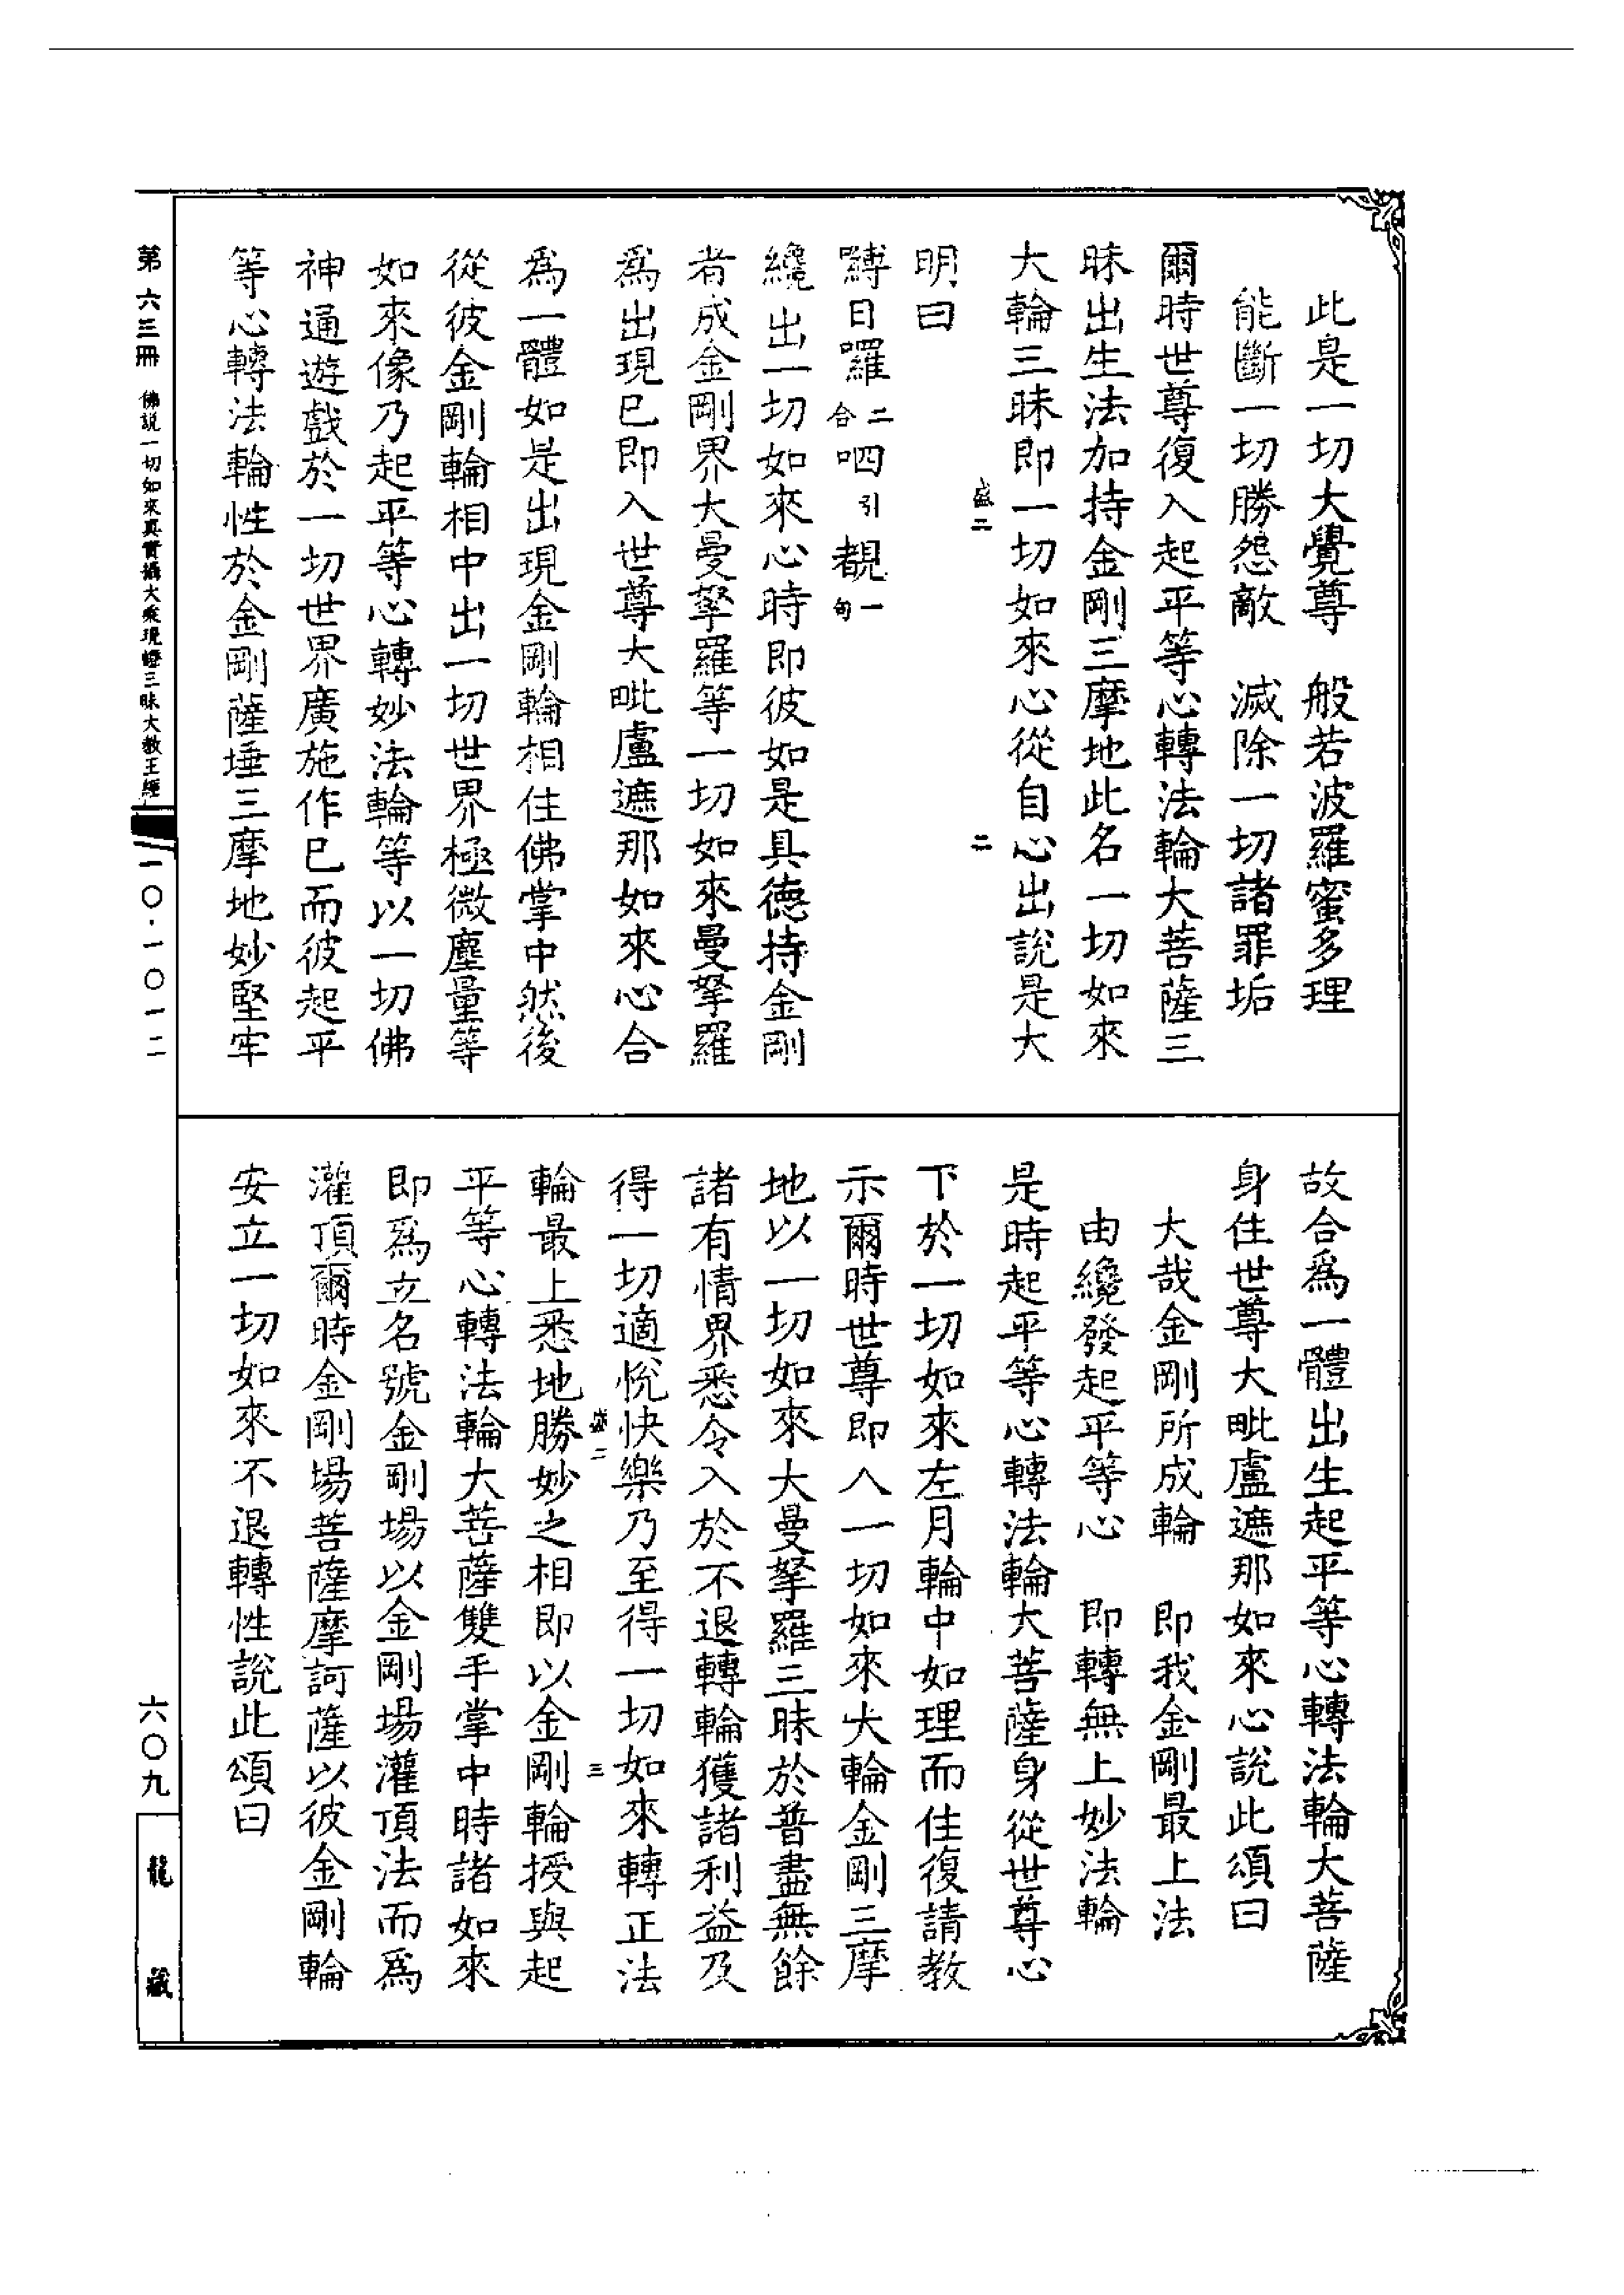 此是一切大覺尊　般若波羅蜜多理
能斷一切勝怨敵　滅除一切諸罪垢
爾時世尊復入起平等心轉法輪大菩薩三
昧出生法加持金剛三摩地此名一切如來
大輪三昧即一切如來心從自心出說是大
盛二　二
明曰
嚩日囉二合呬引覩一句
纔出一切如來心時即彼如是具德持金剛
者成金剛界大曼拏羅等一切如來曼拏羅
爲出現已即入世尊大毗盧遮那如來心合
爲一體如是出現金剛輪相住佛掌中然後
從彼金剛輪相中出一切世界極微塵量等
如來像乃起平等心轉妙法輪等以一切佛
神通遊戲於一切世界廣施作已而彼起平
等心轉法輪性於金剛薩埵三摩地妙堅牢
故合爲一體出生起平等心轉法輪大菩薩
身住世尊大毗盧遮那如來心說此頌曰
大哉金剛所成輪　即我金剛最上法
由纔發起平等心　即轉無上妙法輪
是時起平等心轉法輪大菩薩身從世尊心
下於一切如來左月輪中如理而住復請教
示爾時世尊即入一切如來大輪金剛三摩
地以一切如來大曼拏羅三昧於普盡無餘
諸有情界悉令入於不退轉輪獲諸利益及
得一切適悅快樂乃至得一切如來轉正法
盛二　三
輪最上悉地勝妙之相即以金剛輪授與起
平等心轉法輪大菩薩雙手掌中時諸如來
即爲立名號金剛場以金剛場灌頂法而爲
灌頂爾時金剛場菩薩摩訶薩以彼金剛輪
安立一切如來不退轉性說此頌曰
第六三冊　佛說一切如來真實攝大乘現證三昧大教王經
一〇·一〇一二
六〇九
龍藏